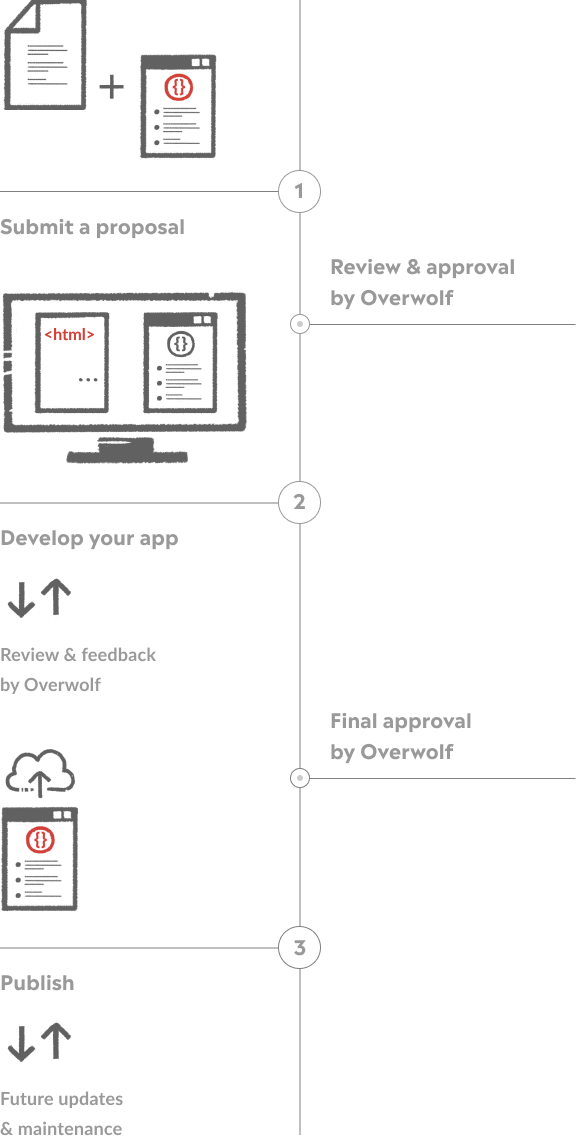 {}
1
Submit a proposal
Review & approval
by Overwolf
<html>
...
{}
2
Develop your app
Review & feedback
by Overwolf
Final approval
by Overwolf
{}
3
Publish
Future updates
& maintenance